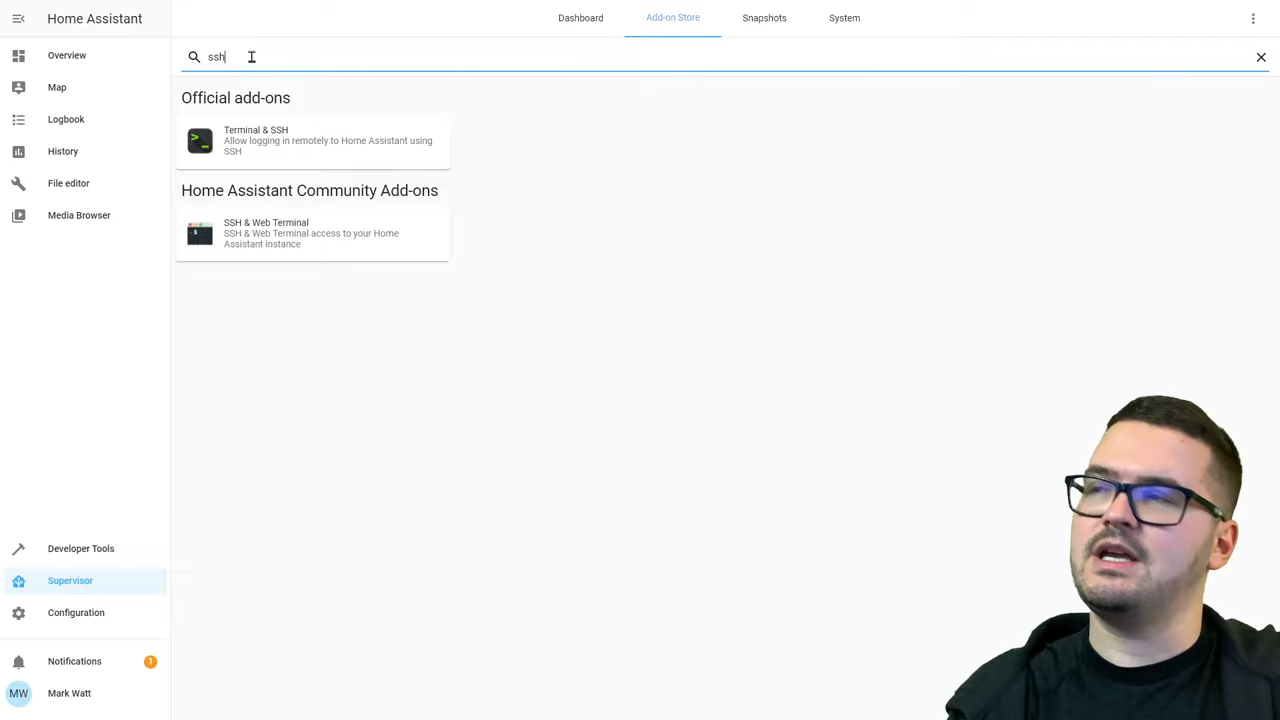 Home Assistant
Dashboard
Add-on Store
Snapshots
System
ssh
Overview
Map
Logbook
History
File editor
Media Browser
Official add-ons
Terminal & SSH
Allow logging in remotely to Home Assistant using
SSH
Home Assistant Community Add-ons
SSH & Web Terminal
SSH & Web Terminal access to your Home
Assistant instance
Developer Tools
Supervisor
Configuration
Notifications
1
MW
Mark Watt